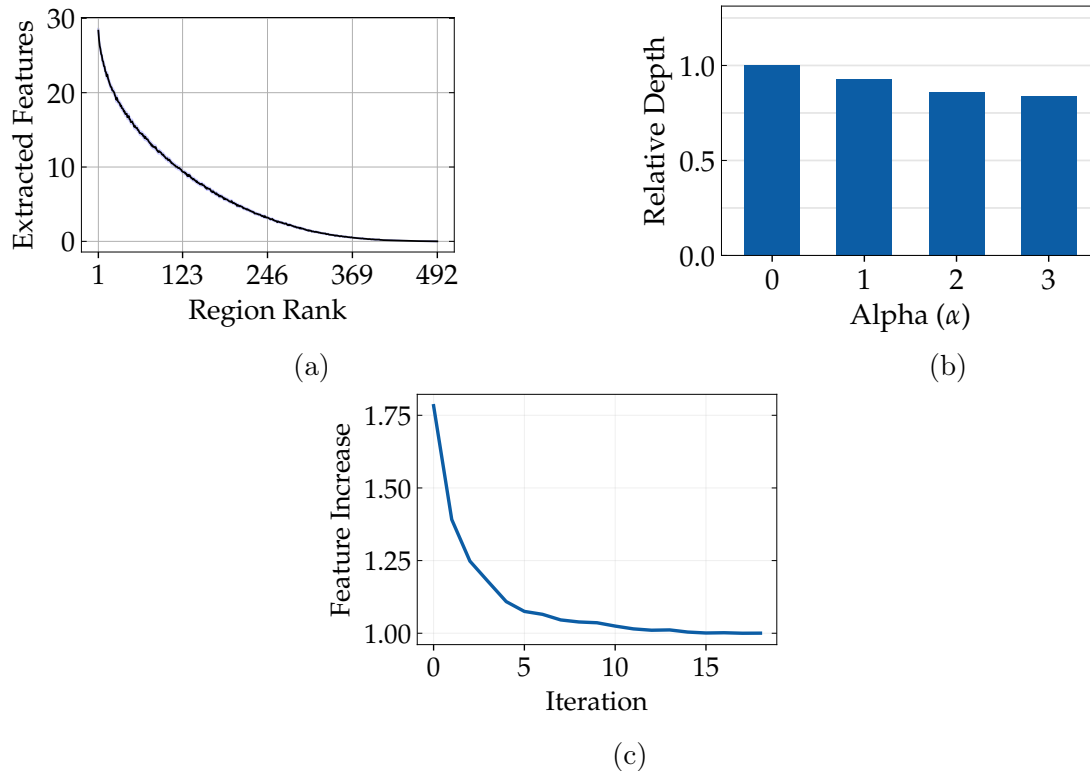 Extracted Features
30
20
10
0
1 123 246 369 492
Region Rank
(a)
Relative Depth
1.0
0.5
0.0
0 1 2 3
Alpha (α)
(b)
Feature Increase
1.75
1.50
1.25
1.00
0 5 10 15
Iteration
(c)